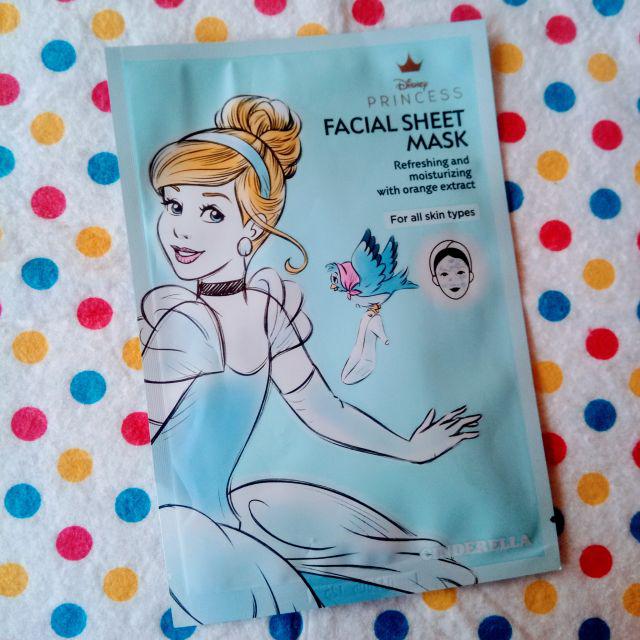 Disney
PRINCESS
FACIAL SHEET
MASK
Refreshing and
moisturizing
with orange extract
For all skin types
CINDERELLA